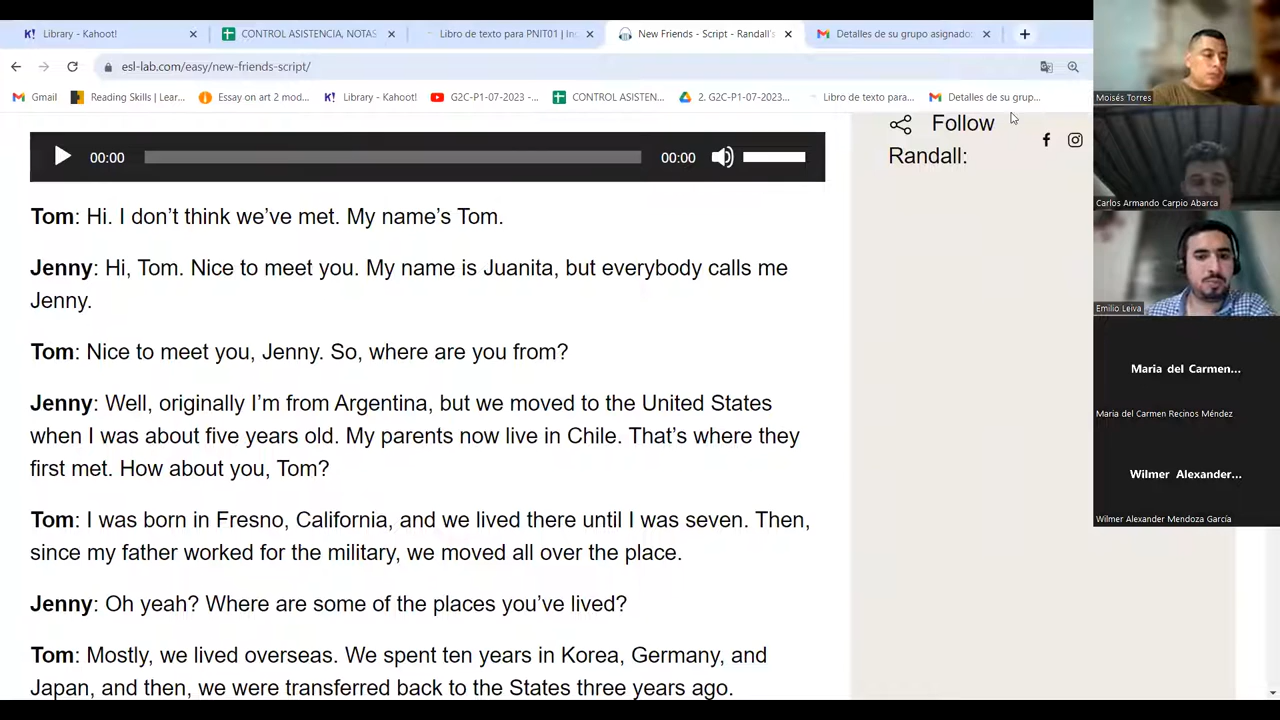 Library - Kahoot!
CONTROL ASISTENCIA, NOTAS
Libro de texto para PNIT01 | In
New Friends - Script - Randall's
Detalles de su grupo asignado:
esl-lab.com/easy/new-friends-script/
Gmail
Reading Skills | Lear...
Essay on art 2 mod...
Library - Kahoot!
G2C-P1-07-2023 -...
CONTROL ASISTEN...
2. G2C-P1-07-2023...
Libro de texto para...
Detalles de su grup...
00:00
00:00
Follow
Randall:
Tom: Hi. I don't think we've met. My name's Tom.
Jenny: Hi, Tom. Nice to meet you. My name is Juanita, but everybody calls me
Jenny.
Tom: Nice to meet you, Jenny. So, where are you from?
Jenny: Well, originally I'm from Argentina, but we moved to the United States
when I was about five years old. My parents now live in Chile. That's where they
first met. How about you, Tom?
Tom: I was born in Fresno, California, and we lived there until I was seven. Then,
since my father worked for the military, we moved all over the place.
Jenny: Oh yeah? Where are some of the places you've lived?
Tom: Mostly, we lived overseas. We spent ten years in Korea, Germany, and
Japan, and then, we were transferred back to the States three years ago.
Moisés Torres
Carlos Armando Carpio Abarca
Emilio Leiva
Maria del Carmen...
Maria del Carmen Recinos Méndez
Wilmer Alexander...
Wilmer Alexander Mendoza García